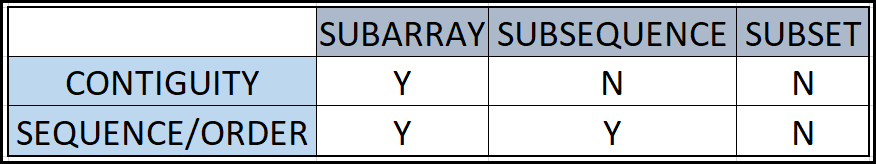 SUBARRAY SUBSEQUENCE SUBSET
CONTIGUITY Y N N
SEQUENCE/ORDER Y Y N